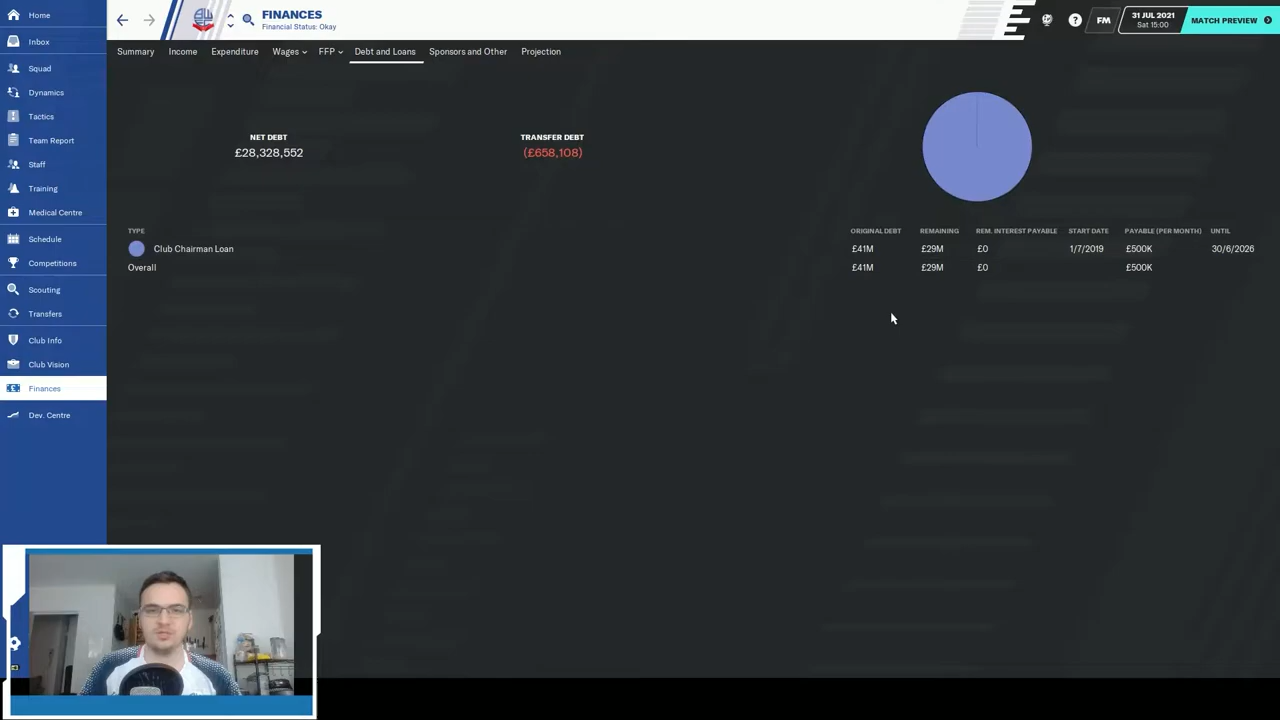 Home
Inbox
Squad
Dynamics
Tactics
Team Report
Staff
Training
Medical Centre
Schedule
Competitions
Scouting
Transfers
Club Info
Club Vision
Finances
Dev. Centre
FINANCES
Financial Status: Okay
FM
31 JUL 2021
Sat 15:00
MATCH PREVIEW
Summary Income Expenditure Wages FFP Debt and Loans Sponsors and Other Projection
NET DEBT
£28,328,552
TRANSFER DEBT
(£658,108)
TYPE ORIGINAL DEBT REMAINING REM. INTEREST PAYABLE START DATE PAYABLE (PER MONTH) UNTIL
Club Chairman Loan £41M £29M £0 1/7/2019 £500K 30/6/2026
Overall £41M £29M £0 £500K